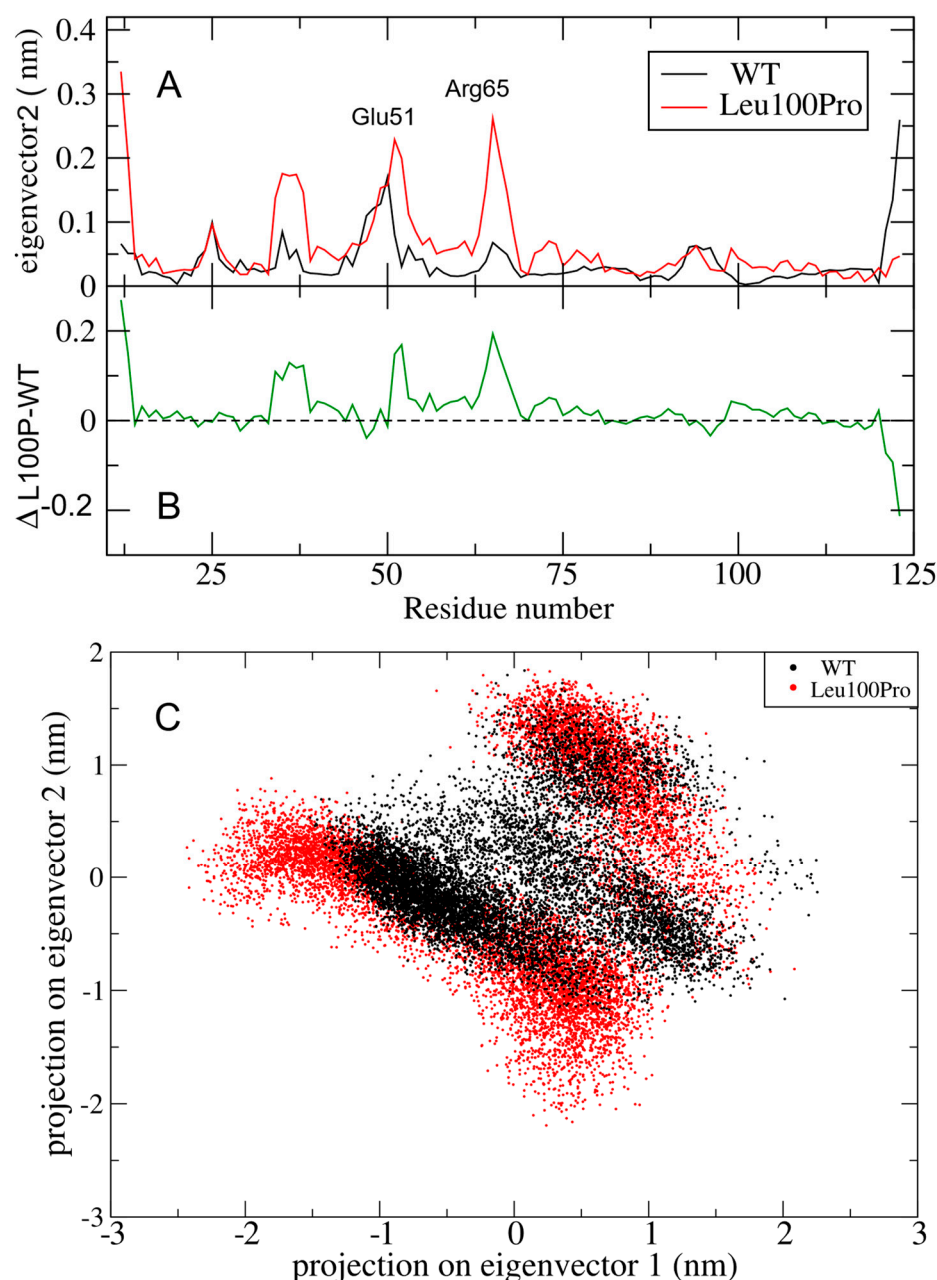 0.4
0.3
0.2
0.1
0
eigenvector2 ( nm)
A
Glu51
Arg65
WT
Leu100Pro
0.2
0
-0.2
Δ L100P-WT
B
25
50
75
100
125
Residue number
2
1
0
-1
-2
-3
projection on eigenvector 2 (nm)
C
WT
Leu100Pro
-3
-2
-1
0
1
2
3
projection on eigenvector 1 (nm)